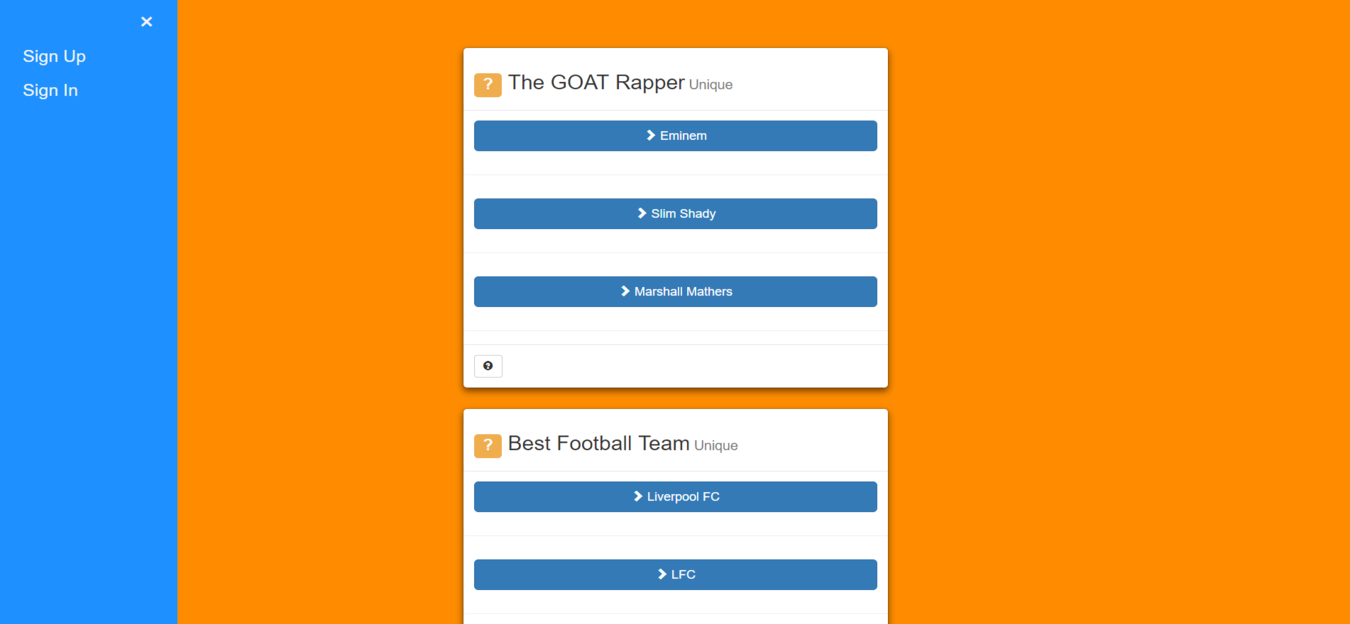 ×
Sign Up
Sign In
? The GOAT Rapper Unique
Eminem
Slim Shady
Marshall Mathers
?
? Best Football Team Unique
Liverpool FC
LFC